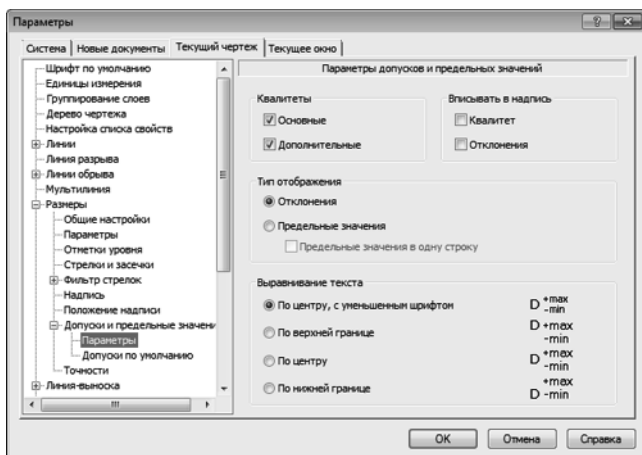 Параметры
Система
Новые документы
Текущий чертеж
Текущее окно
Шрифт по умолчанию
Единицы измерения
Группирование слоев
Дерево чертежа
Настройка списка свойств
Линии
Линия разрыва
Линии обрыва
Мультилиния
Размеры
Общие настройки
Параметры
Отметки уровня
Стрелки и засечки
Фильтр стрелок
Надпись
Положение надписи
Допуски и предельные значени
Параметры
Допуски по умолчанию
Точности
Линия-выноска
Параметры допусков и предельных значений
Квалитеты
Основные
Дополнительные
Вписывать в надпись
Квалитет
Отклонения
Тип отображения
Отклонения
Предельные значения
Предельные значения в одну строку
Выравнивание текста
По центру, с уменьшенным шрифтом D +max -min
По верхней границе D +max -min
По центру D +max -min
По нижней границе D +max -min
OK
Отмена
Справка